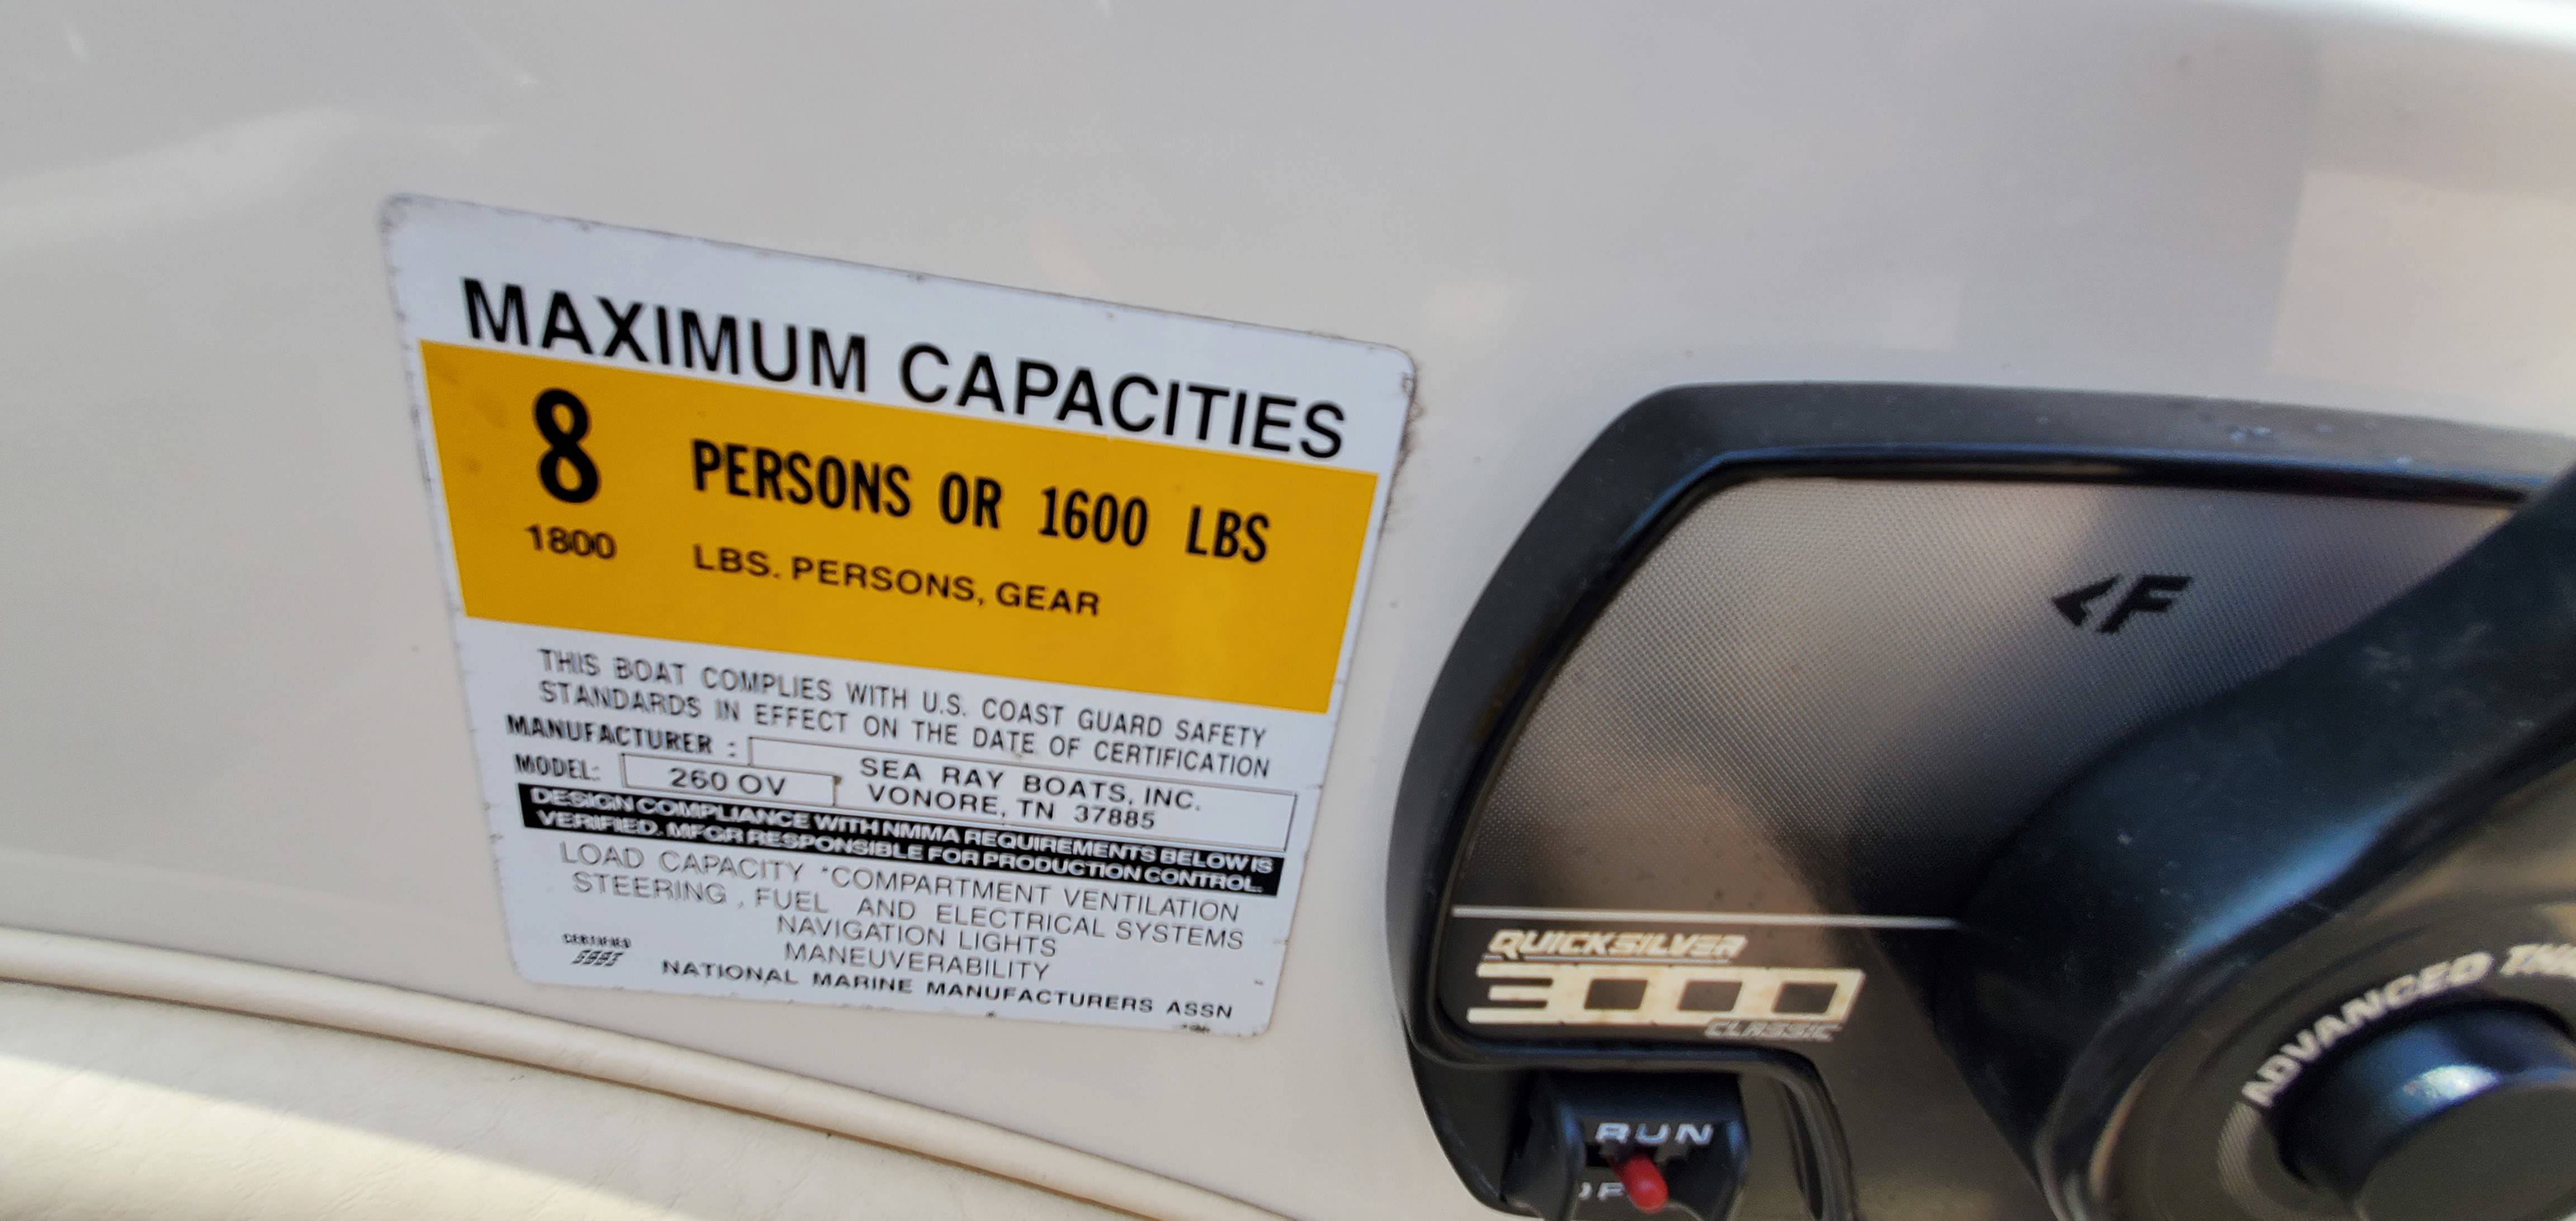 MAXIMUM CAPACITIES
8 PERSONS OR 1600 LBS
1800 LBS. PERSONS, GEAR
THIS BOAT COMPLIES WITH U.S. COAST GUARD SAFETY
STANDARDS IN EFFECT ON THE DATE OF CERTIFICATION
MANUFACTURER : SEA RAY BOATS, INC.
VONORE, TN 37885
MODEL: 260 OV
DESIGN COMPLIANCE WITH NMMA REQUIREMENTS BELOW IS
VERIFIED. MFGR RESPONSIBLE FOR PRODUCTION CONTROL.
LOAD CAPACITY *COMPARTMENT VENTILATION
STEERING , FUEL AND ELECTRICAL SYSTEMS
NAVIGATION LIGHTS
MANEUVERABILITY
CERTIFIED
NATIONAL MARINE MANUFACTURERS ASSN
<F
QUICKSILVER
3000
CLASSIC
ADVANCED
RUN